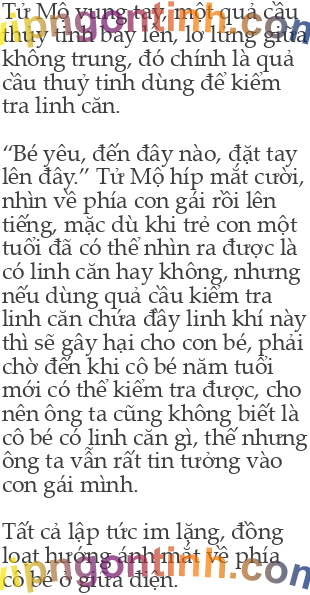 Tử Mộ vung tay, một quả cầu
thuỷ tinh bay lên, lơ lửng giữa
không trung, đó chính là quả
cầu thuỷ tinh dùng để kiểm
tra linh căn.
“Bé yêu, đến đây nào, đặt tay
lên đây.” Tử Mộ híp mắt cười,
nhìn về phía con gái rồi lên
tiếng, mặc dù khi trẻ con một
tuổi đã có thể nhìn ra được là
có linh căn hay không, nhưng
nếu dùng quả cầu kiểm tra
linh căn chứa đầy linh khí này
thì sẽ gây hại cho con bé, phải
chờ đến khi cô bé năm tuổi
mới có thể kiểm tra được, cho
nên ông ta cũng không biết là
cô bé có linh căn gì, thế nhưng
ông ta vẫn rất tin tưởng vào
con gái mình.
Tất cả lập tức im lặng, đồng
loạt hướng ánh mắt về phía
cô bé ở giữa điện.
vipngontinh.com
vipngontinh.com